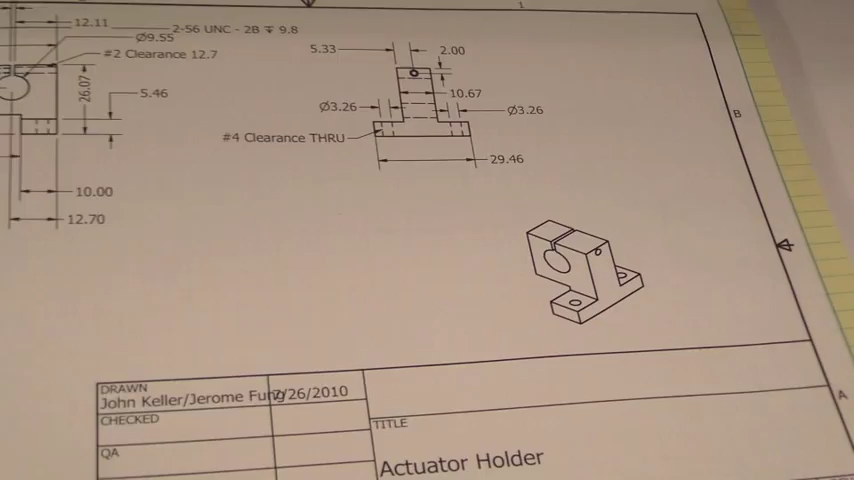 1
12.11
2-56 UNC - 2B ↧ 9.8
Ø9.55
#2 Clearance 12.7
26.07
5.46
10.00
12.70
5.33
2.00
10.67
Ø3.26
Ø3.26
#4 Clearance THRU
29.46
B
A
DRAWN
John Keller/Jerome Fung
7/26/2010
CHECKED
QA
TITLE
Actuator Holder